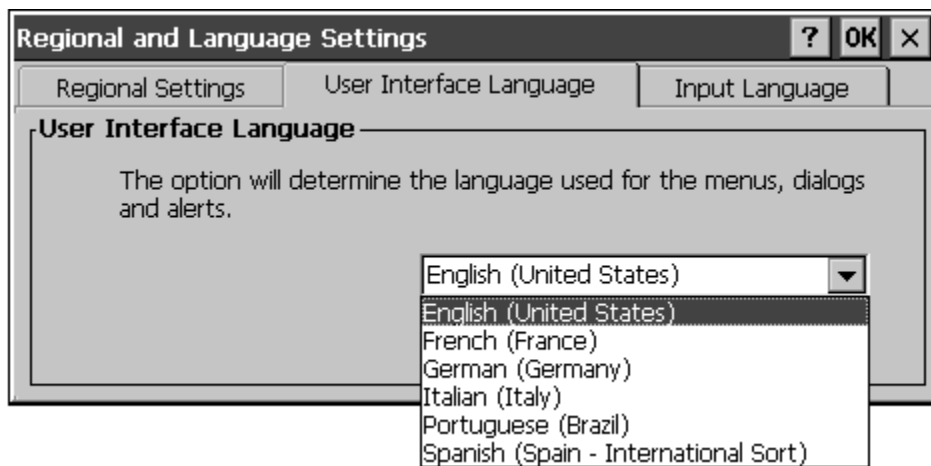 Regional and Language Settings ? OK ×
Regional Settings User Interface Language Input Language
User Interface Language
The option will determine the language used for the menus, dialogs
and alerts.
English (United States)
English (United States)
French (France)
German (Germany)
Italian (Italy)
Portuguese (Brazil)
Spanish (Spain - International Sort)